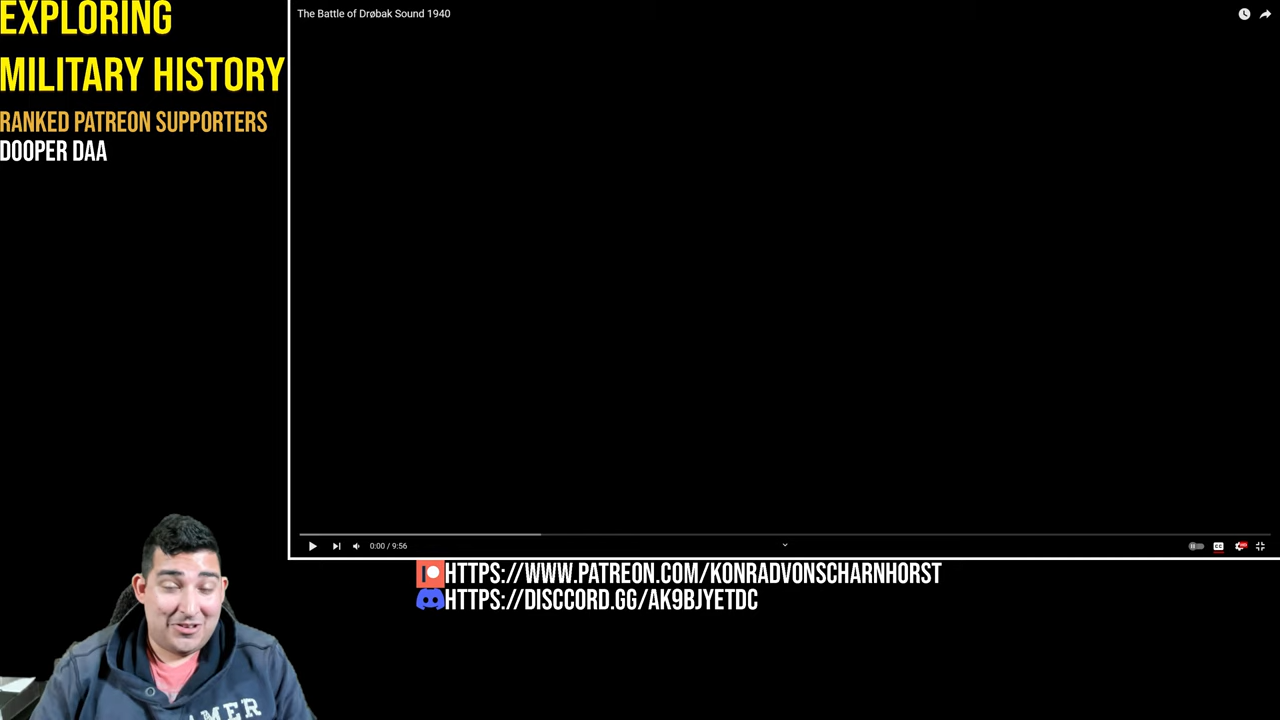 EXPLORING
MILITARY HISTORY
RANKED PATREON SUPPORTERS
DOOPER DAA
The Battle of Drøbak Sound 1940
0:00 / 9:56
HTTPS://WWW.PATREON.COM/KONRADVONSCHARNHORST
HTTPS://DISCCORD.GG/AK9BJYETDC